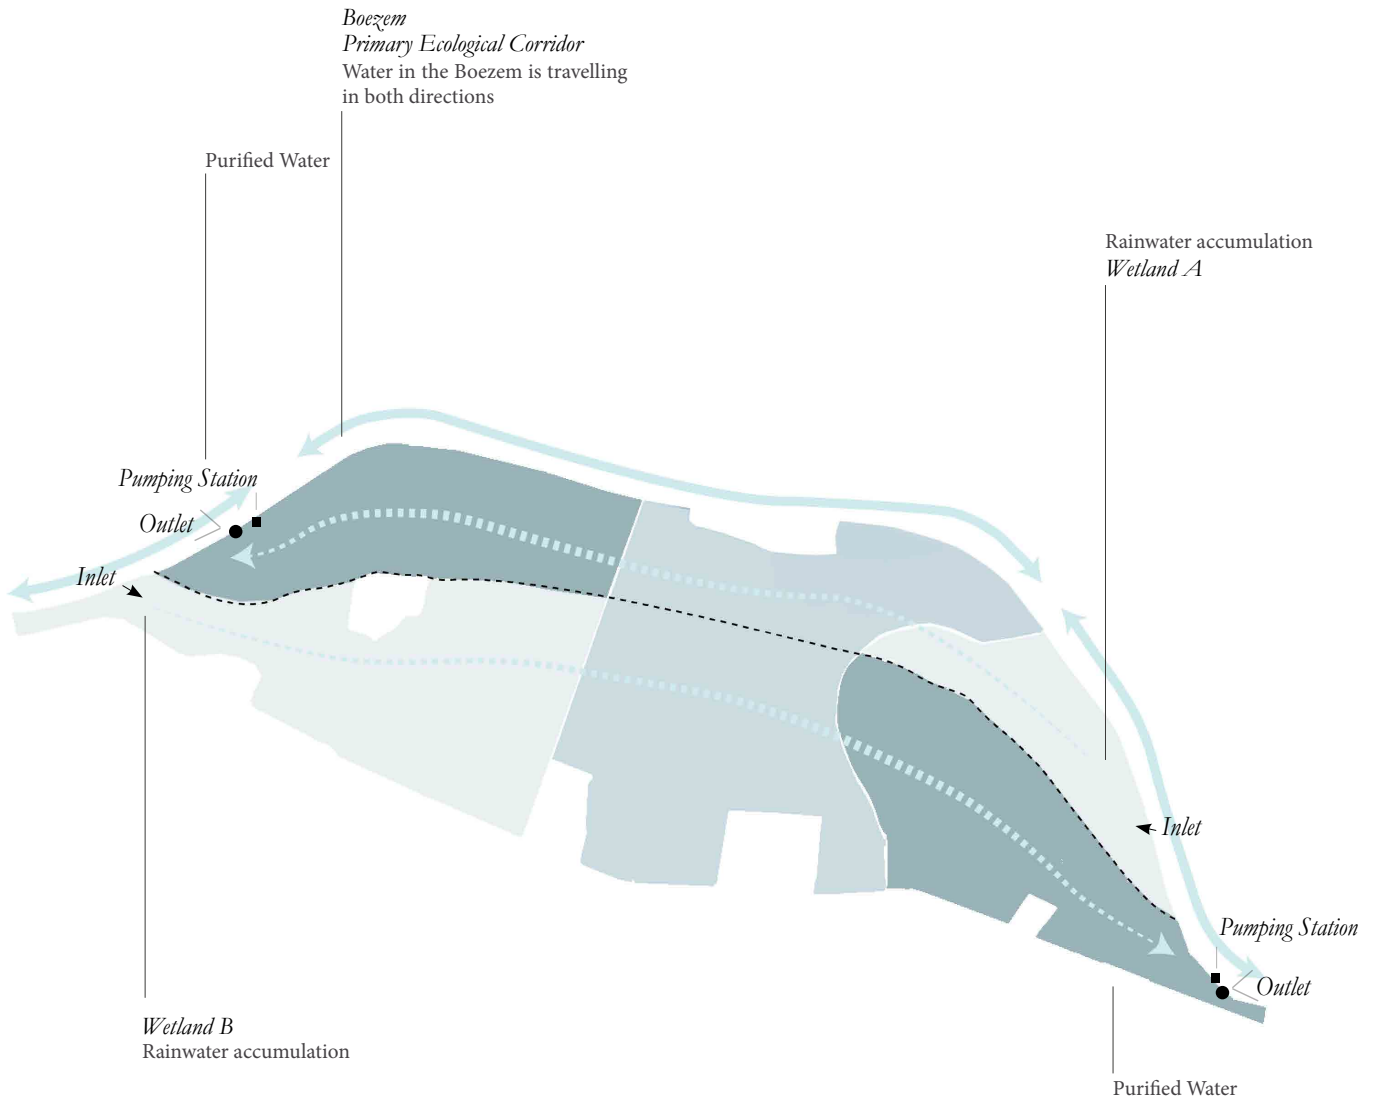 Boezem
Primary Ecological Corridor
Water in the Boezem is travelling
in both directions
Purified Water
Rainwater accumulation
Wetland A
Pumping Station
Outlet
Inlet
Inlet
Pumping Station
Outlet
Wetland B
Rainwater accumulation
Purified Water